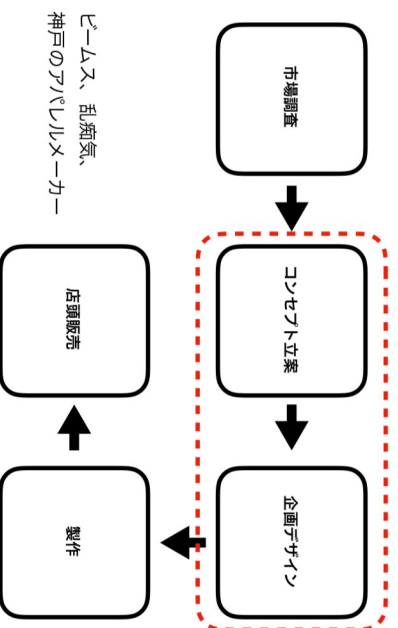 市場調査
コンセプト立案
企画デザイン
製作
店頭販売
ビームス、乱痴気、
神戸のアパレルメーカー